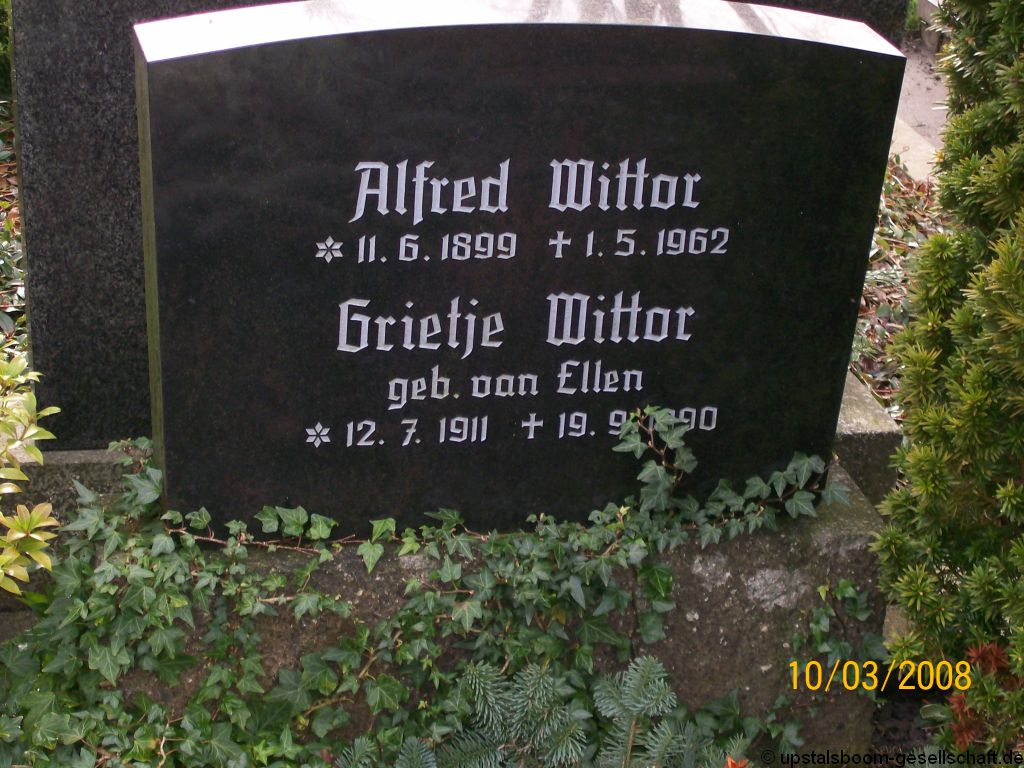 Alfred Wittor
* 11. 6. 1899 † 1. 5. 1962
Grietje Wittor
geb. van Ellen
* 12. 7. 1911 † 19. 9.
10/03/2008
© upstalsboom-gesellschaft.de